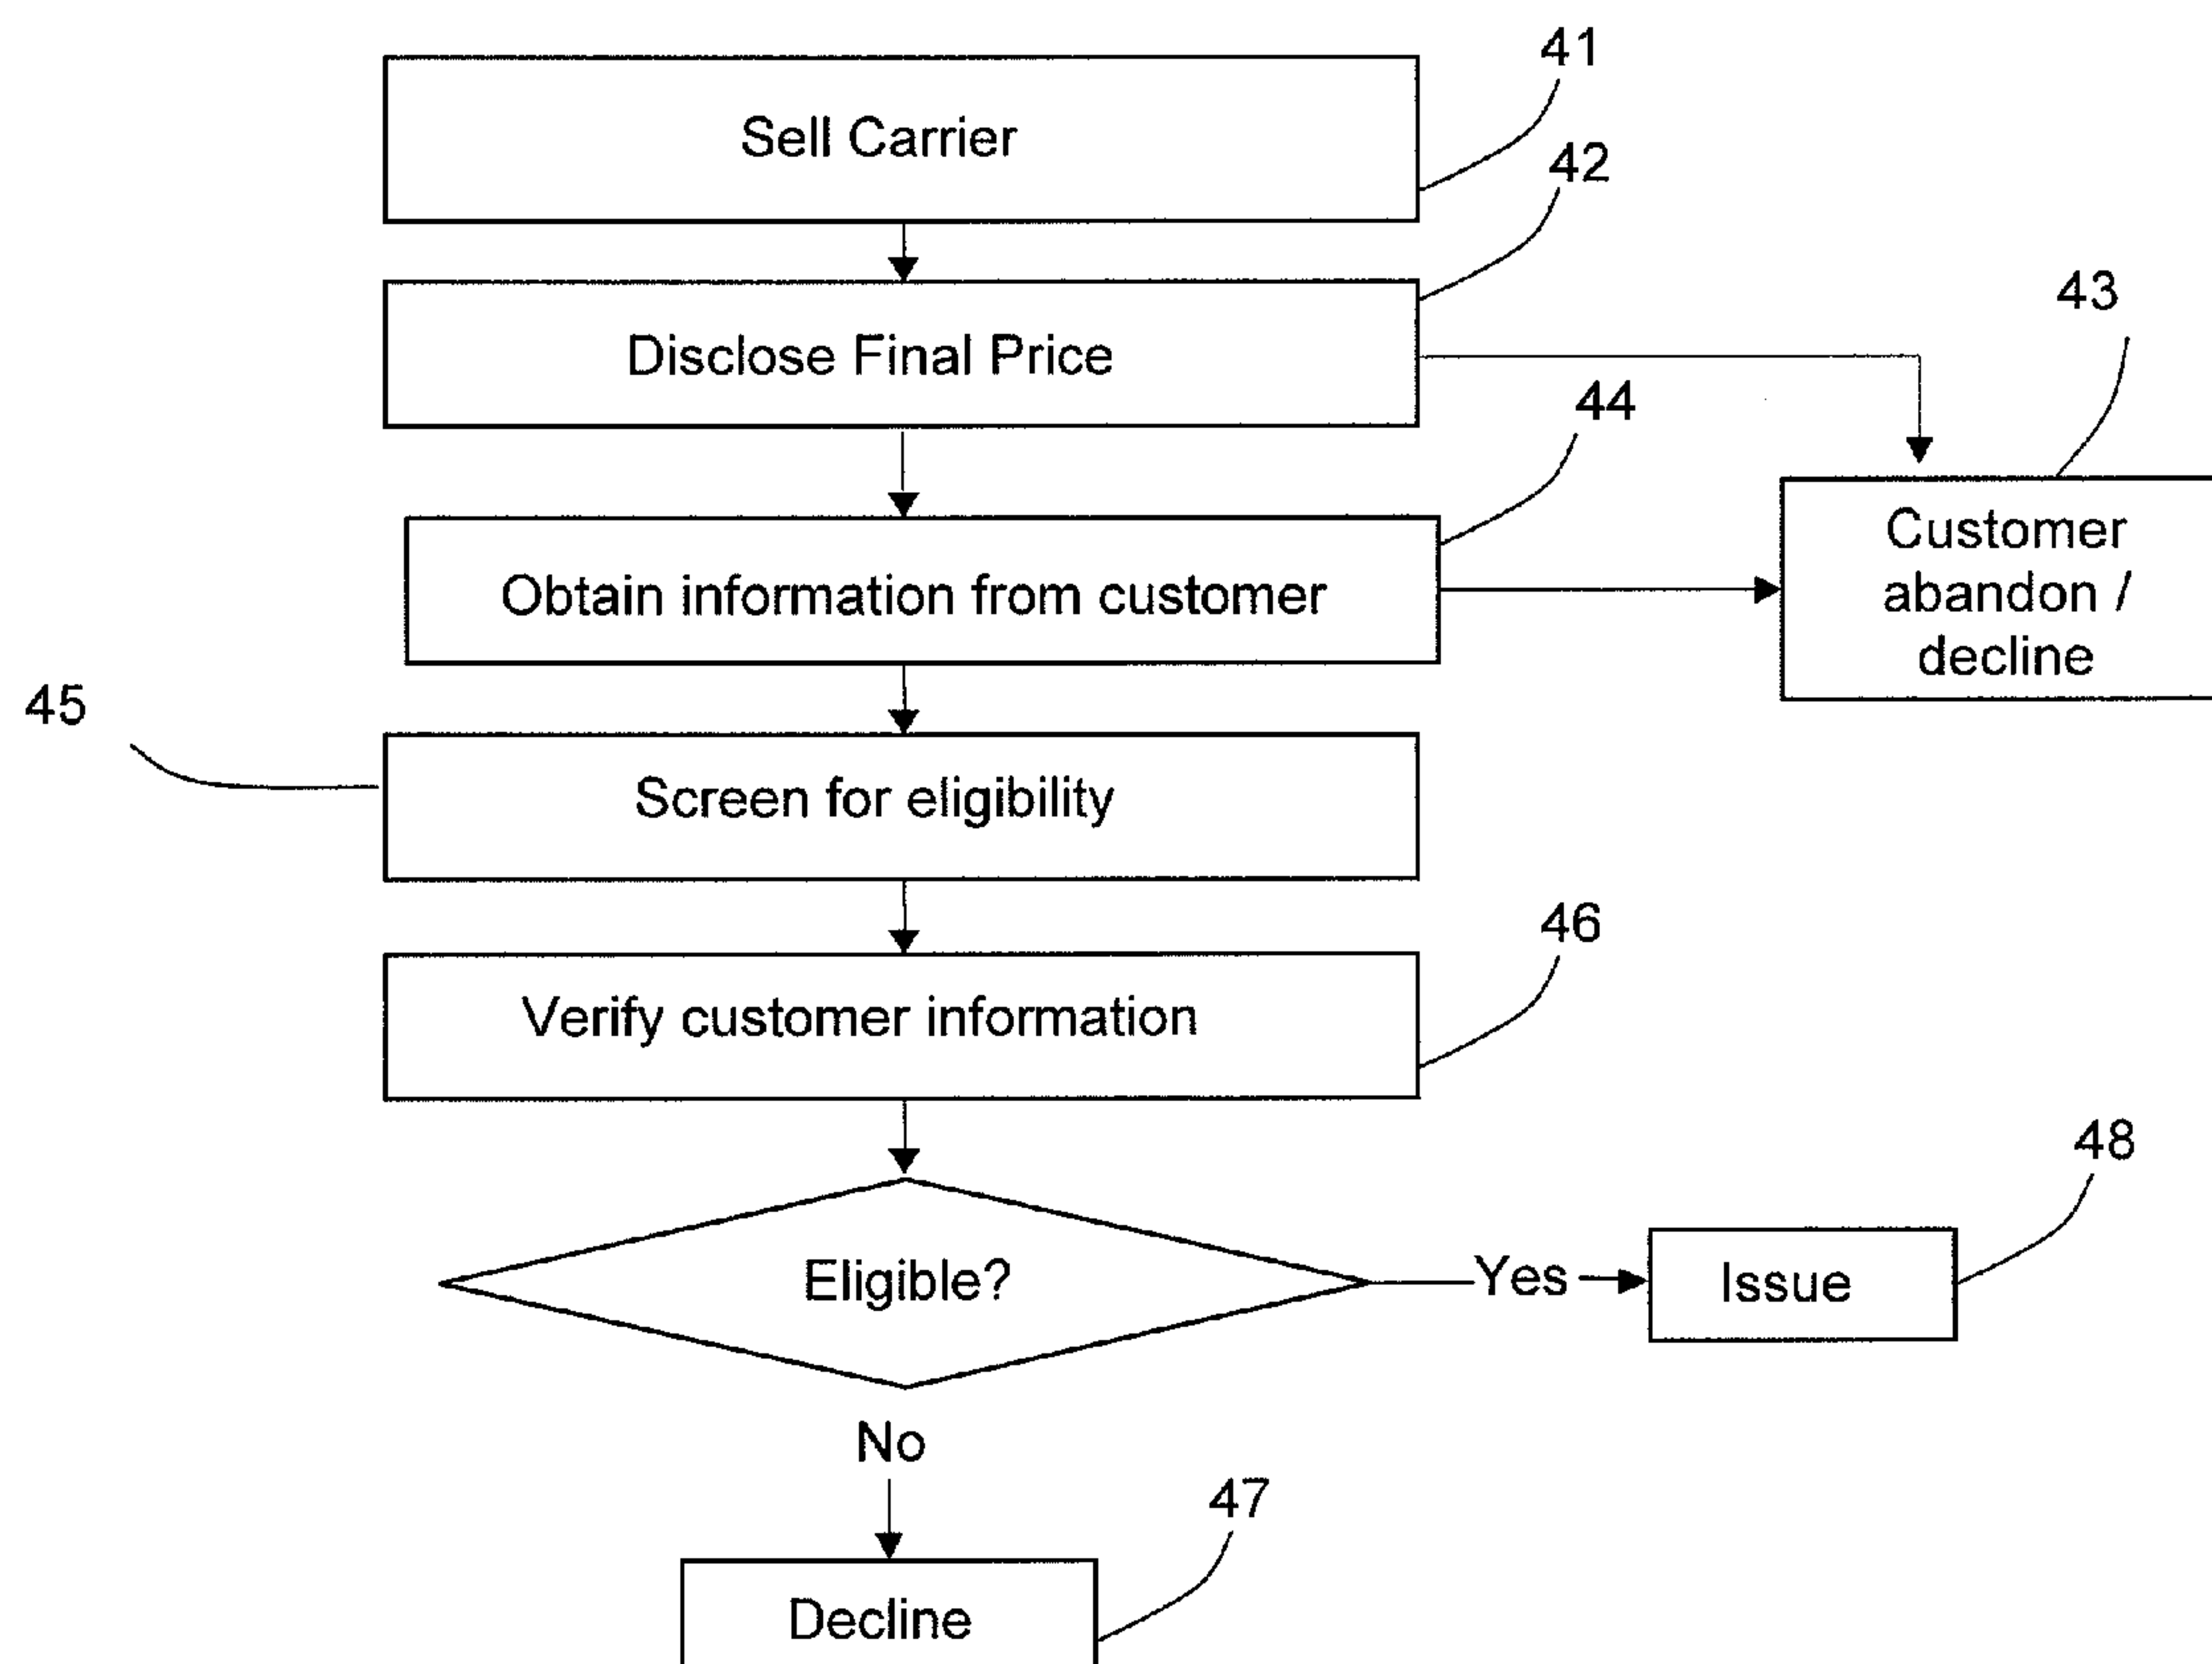 41
Sell Carrier
42
Disclose Final Price
43
44
Obtain information from customer
Customer
abandon /
decline
45
Screen for eligibility
46
Verify customer information
48
Eligible?
Yes
Issue
No
47
Decline